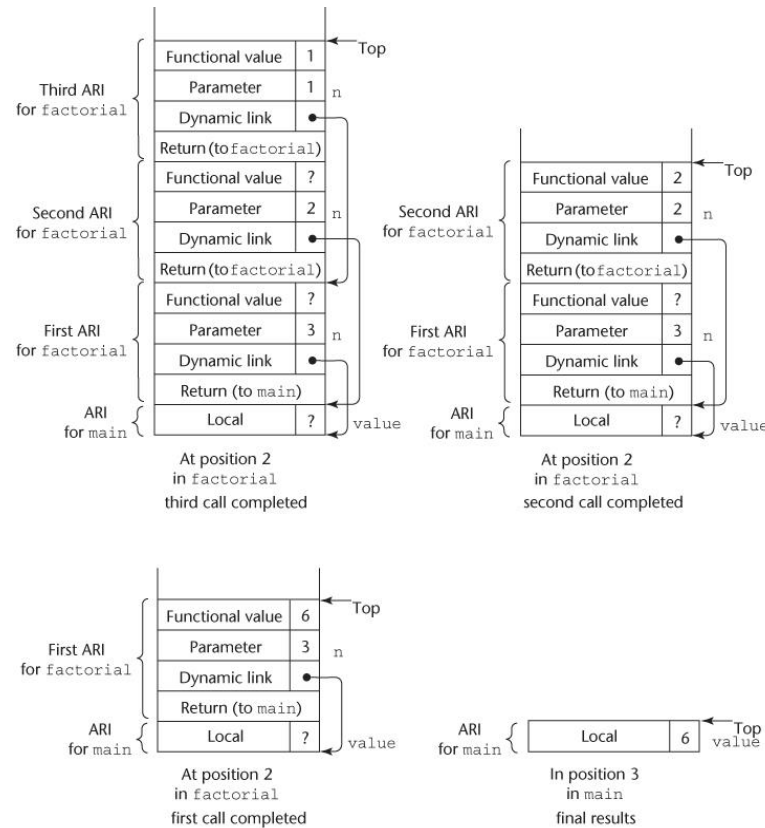 Top
Functional value 1
Third ARI
for factorial
Parameter 1 n
Dynamic link
Return (to factorial)
Functional value ?
Second ARI
for factorial
Parameter 2 n
Dynamic link
Return (to factorial)
Functional value ?
First ARI
for factorial
Parameter 3 n
Dynamic link
Return (to main)
ARI
for main
Local ? value
At position 2
in factorial
third call completed
Top
Functional value 2
Second ARI
for factorial
Parameter 2 n
Dynamic link
Return (to factorial)
Functional value ?
First ARI
for factorial
Parameter 3 n
Dynamic link
Return (to main)
ARI
for main
Local ? value
At position 2
in factorial
second call completed
Top
Functional value 6
First ARI
for factorial
Parameter 3 n
Dynamic link
Return (to main)
ARI
for main
Local ? value
At position 2
in factorial
first call completed
Top
ARI
for main
Local 6 value
In position 3
in main
final results